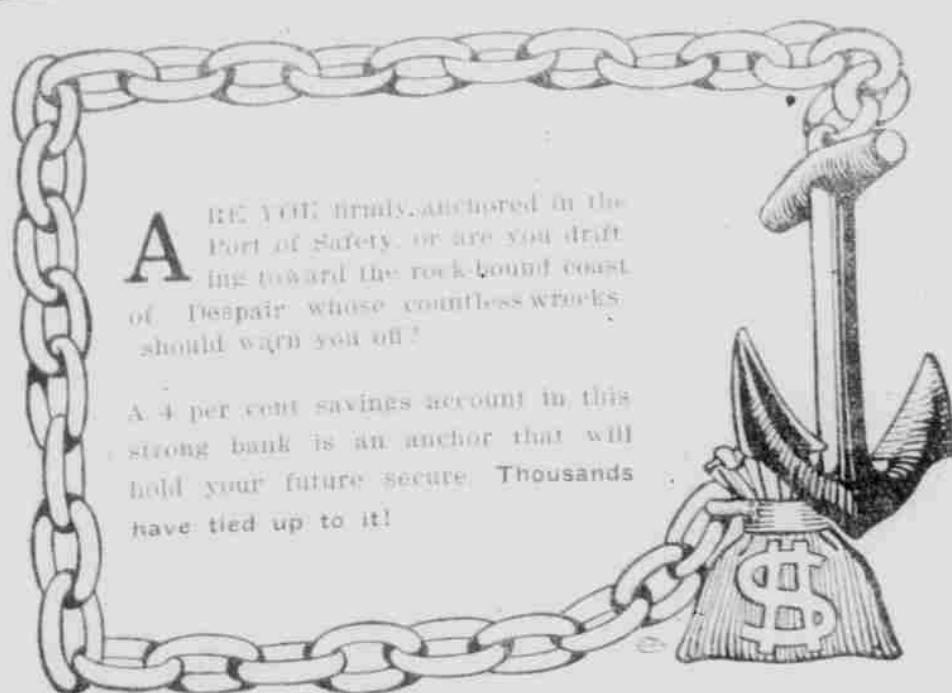 ARE YOU firmly anchored in the
Port of Safety, or are you drift
ing toward the rock-bound coast
of Despair whose countless wrecks
should warn you off?
A 4 per cent savings account in this
strong bank is an anchor that will
hold your future secure Thousands
have tied up to it!
$